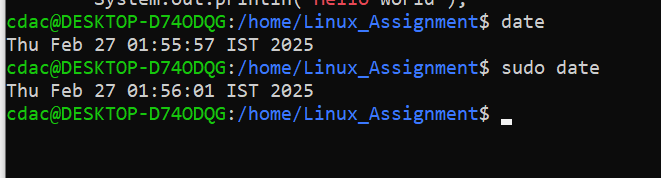 System.out.println("Hello World");
cdac@DESKTOP-D74ODQG:/home/Linux_Assignment$ date
Thu Feb 27 01:55:57 IST 2025
cdac@DESKTOP-D74ODQG:/home/Linux_Assignment$ sudo date
Thu Feb 27 01:56:01 IST 2025
cdac@DESKTOP-D74ODQG:/home/Linux_Assignment$